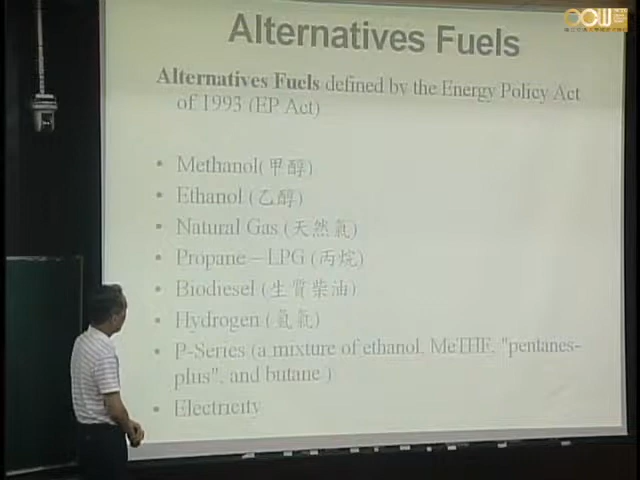 OCW
Alternatives Fuels
Alternatives Fuels defined by the Energy Policy Act
of 1993 (EP Act)
• Methanol(甲醇)
• Ethanol (乙醇)
• Natural Gas (天然氣)
• Propane – LPG (丙烷)
• Biodiesel (生質柴油)
• Hydrogen (氫氣)
• P-Series (a mixture of ethanol, MeTHF, "pentanes-
plus", and butane )
• Electricity